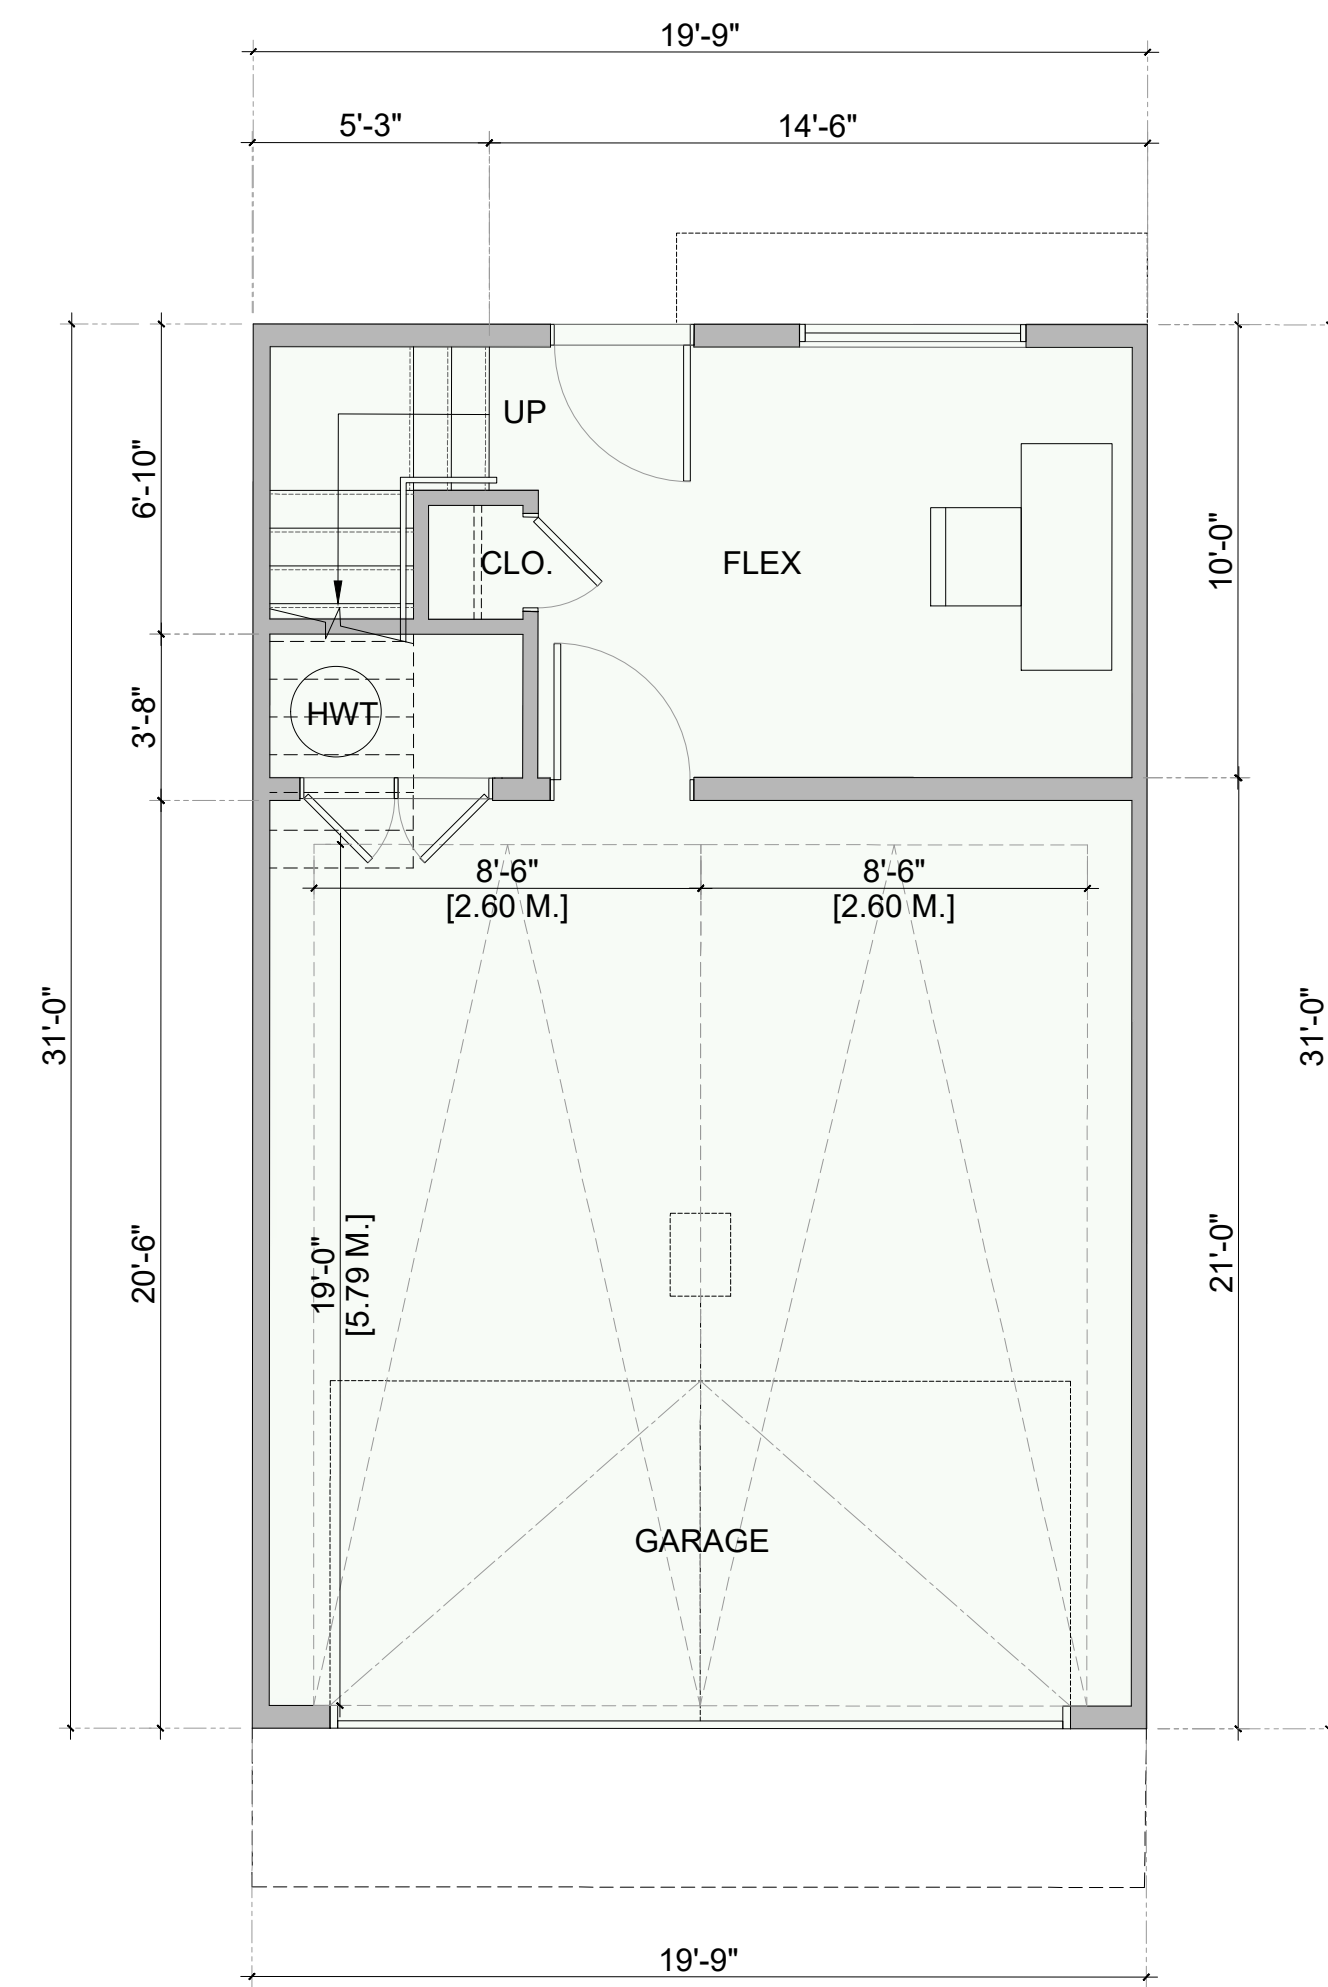 19'-9"
5'-3"
14'-6"
UP
6'-10"
CLO.
FLEX
10'-0"
3'-8"
HWT
8'-6"
[2.60 M.]
8'-6"
[2.60 M.]
31'-0"
31'-0"
20'-6"
19'-0"
[5.79 M.]
21'-0"
GARAGE
19'-9"